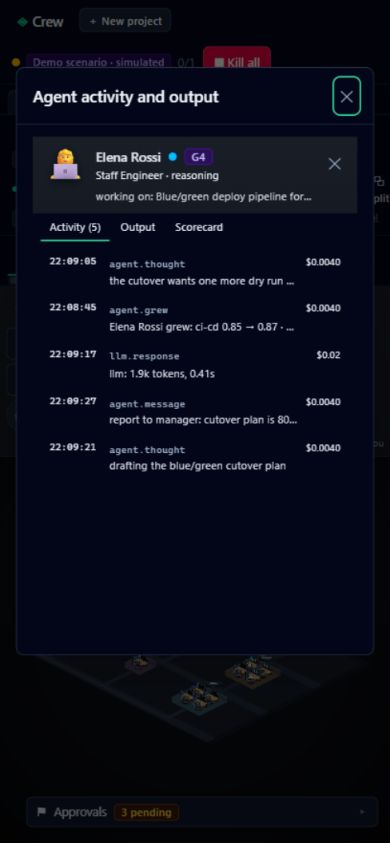 Crew
+ New project
Demo scenario · simulated
0/1
Kill all
Agent activity and output
Elena Rossi
G4
Staff Engineer · reasoning
working on: Blue/green deploy pipeline for...
Activity (5)
Output
Scorecard
22:09:05
agent.thought
$0.0040
the cutover wants one more dry run ...
22:08:45
agent.grew
$0.0040
Elena Rossi grew: ci-cd 0.85 → 0.87 · ...
22:09:17
llm.response
$0.02
llm: 1.9k tokens, 0.41s
22:09:27
agent.message
$0.0040
report to manager: cutover plan is 80...
22:09:21
agent.thought
$0.0040
drafting the blue/green cutover plan
Approvals
3 pending